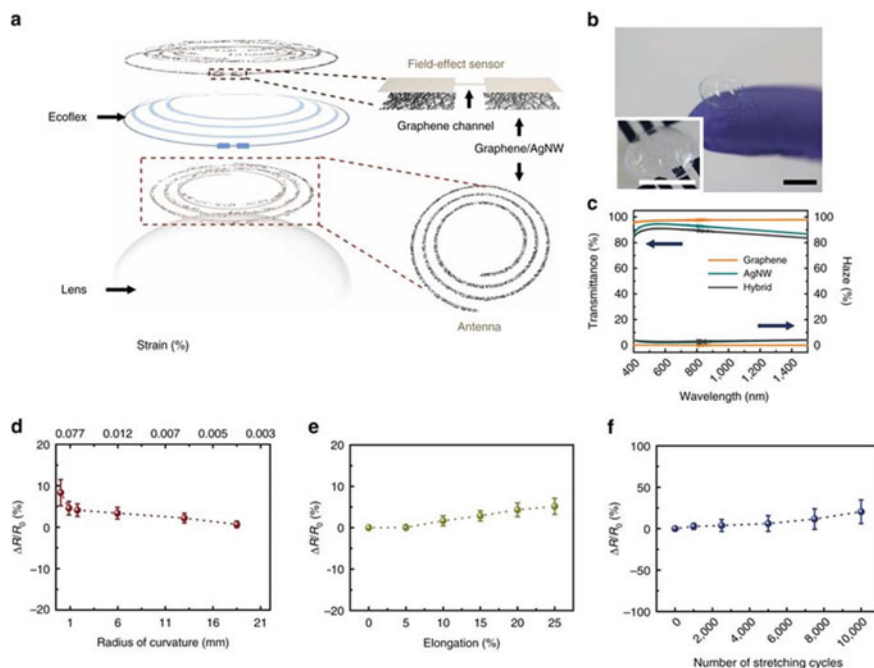 a
Field-effect sensor
Ecoflex
Graphene channel
Graphene/AgNW
Lens
Antenna
Strain (%)
b
c
100
80
60
40
20
0
Transmittance (%)
100
80
60
40
20
0
Haze (%)
Graphene
AgNW
Hybrid
400 600 800 1,000 1,200 1,400
Wavelength (nm)
d
0.077 0.012 0.007 0.005 0.003
20
10
0
–10
–20
ΔR/R0 (%)
1 6 11 16 21
Radius of curvature (mm)
e
20
10
0
–10
–20
ΔR/R0 (%)
0 5 10 15 20 25
Elongation (%)
f
100
50
0
–50
–100
ΔR/R0 (%)
0 2,000 4,000 6,000 8,000 10,000
Number of stretching cycles